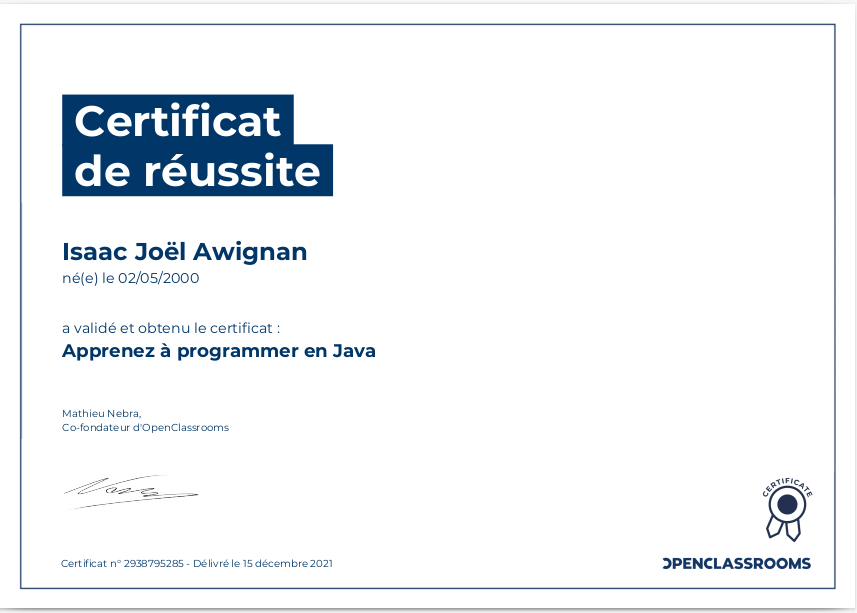 Certificat
de réussite
Isaac Joël Awignan
né(e) le 02/05/2000
a validé et obtenu le certificat :
Apprenez à programmer en Java
Mathieu Nebra,
Co-fondateur d'OpenClassrooms
CERTIFICATE
Certificat n° 2938795285 - Délivré le 15 décembre 2021
OPENCLASSROOMS